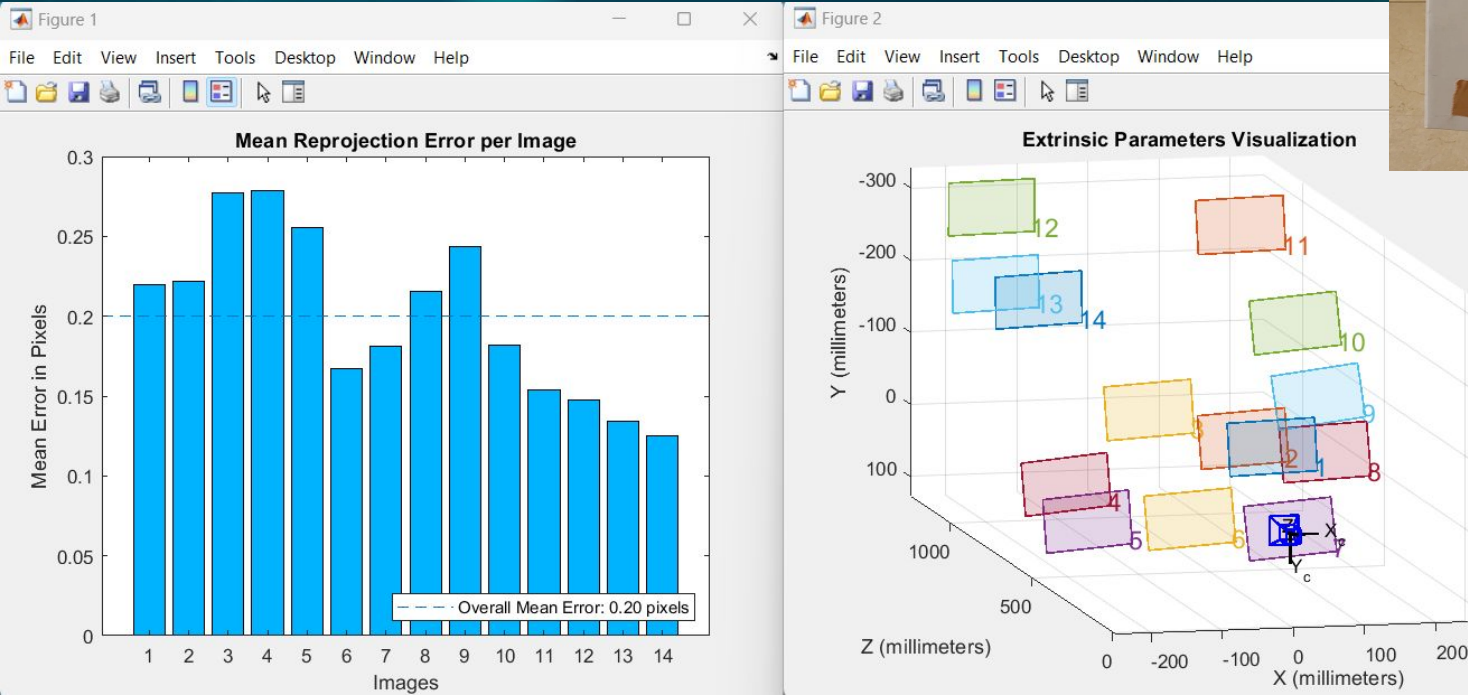 Figure 1
File Edit View Insert Tools Desktop Window Help
Mean Reprojection Error per Image
Mean Error in Pixels
0.3
0.25
0.2
0.15
0.1
0.05
0
Overall Mean Error: 0.20 pixels
1 2 3 4 5 6 7 8 9 10 11 12 13 14
Images
Figure 2
File Edit View Insert Tools Desktop Window Help
Extrinsic Parameters Visualization
Y (millimeters)
-300
-200
-100
0
100
12
11
13
14
10
9
3
2
1
8
4
5
6
7
X
Y
c
1000
500
0
Z (millimeters)
-200 -100 0 100 200
X (millimeters)